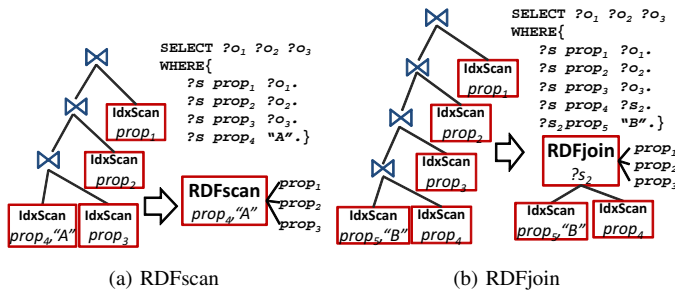 SELECT ?o1 ?o2 ?o3
WHERE{
?s prop1 ?o1.
?s prop2 ?o2.
?s prop3 ?o3.
?s prop4 “A”.}
IdxScan
prop1
IdxScan
prop2
IdxScan
prop4,“A”
IdxScan
prop3
RDFscan
prop4,“A”
prop1
prop2
prop3
(a) RDFscan
SELECT ?o1 ?o2 ?o3
WHERE{
?s prop1 ?o1.
?s prop2 ?o2.
?s prop3 ?o3.
?s prop4 ?s2.
?s2prop5 “B”.}
IdxScan
prop1
IdxScan
prop2
IdxScan
prop3
IdxScan
prop5,“B”
IdxScan
prop4
RDFjoin
?s2
prop1
prop2
prop3
IdxScan
prop5,“B”
IdxScan
prop4
(b) RDFjoin